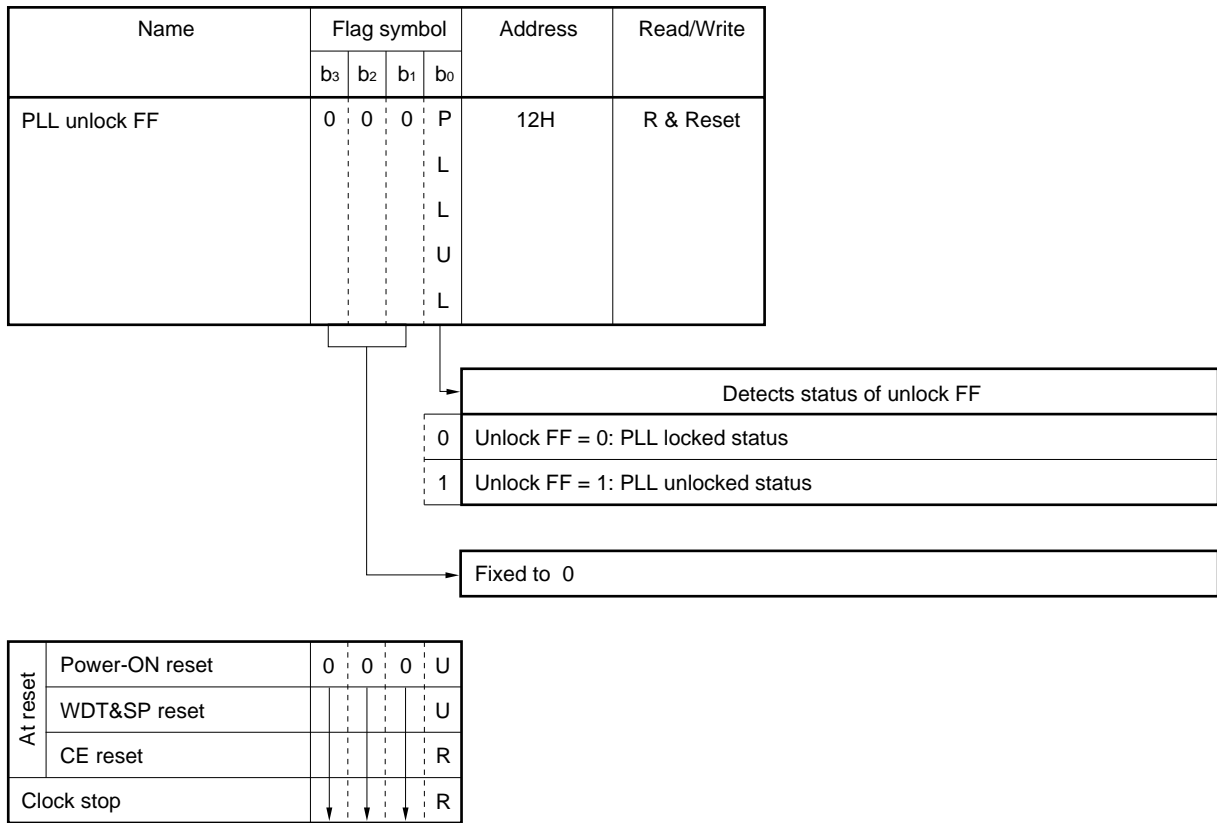 Name Flag symbol Address Read/Write
b3 b2 b1 b0
PLL unlock FF 0 0 0 P 12H R & Reset
L
L
U
L
Detects status of unlock FF
0 Unlock FF = 0: PLL locked status
1 Unlock FF = 1: PLL unlocked status
Fixed to 0
At reset
Power-ON reset 0 0 0 U
WDT&SP reset U
CE reset R
Clock stop R